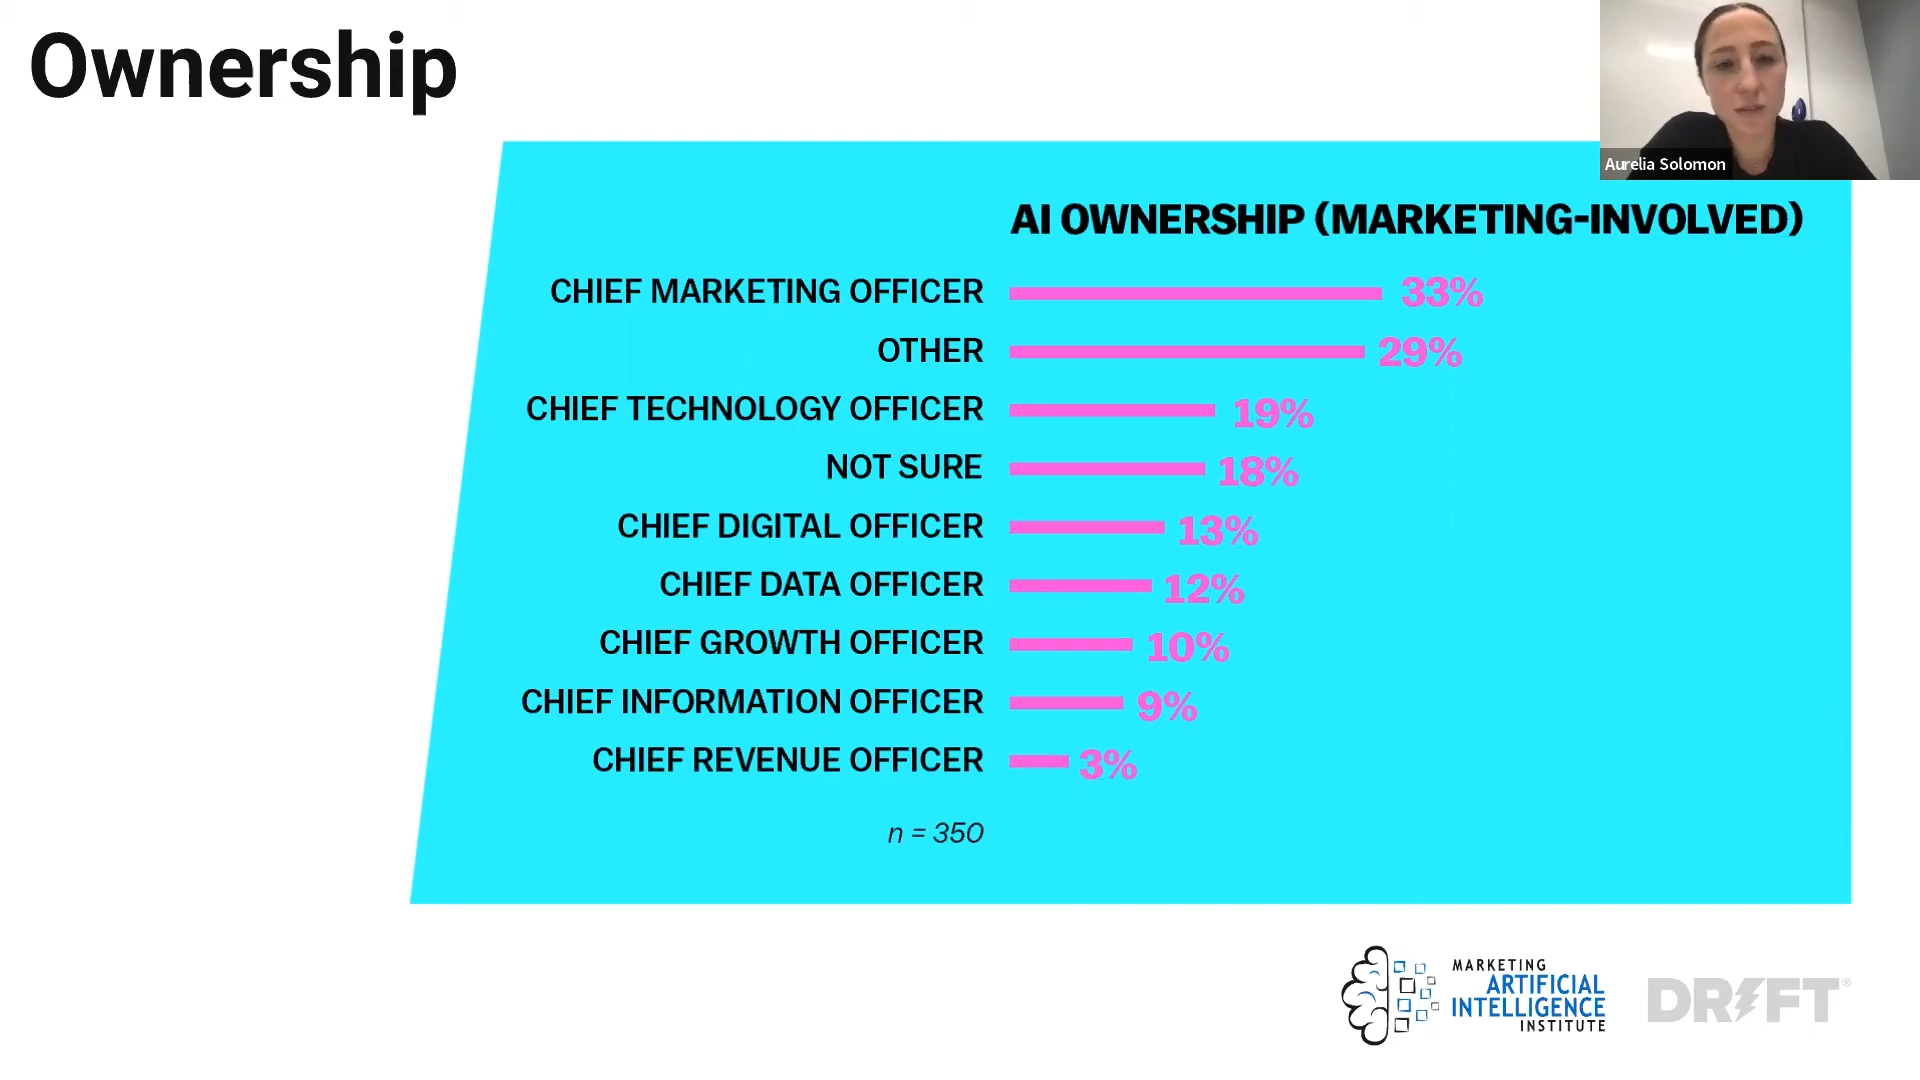 Ownership
Aurelia Solomon
AI OWNERSHIP (MARKETING-INVOLVED)
CHIEF MARKETING OFFICER 33%
OTHER 29%
CHIEF TECHNOLOGY OFFICER 19%
NOT SURE 18%
CHIEF DIGITAL OFFICER 13%
CHIEF DATA OFFICER 12%
CHIEF GROWTH OFFICER 10%
CHIEF INFORMATION OFFICER 9%
CHIEF REVENUE OFFICER 3%
n = 350
MARKETING
ARTIFICIAL
INTELLIGENCE
INSTITUTE
DRIFT®